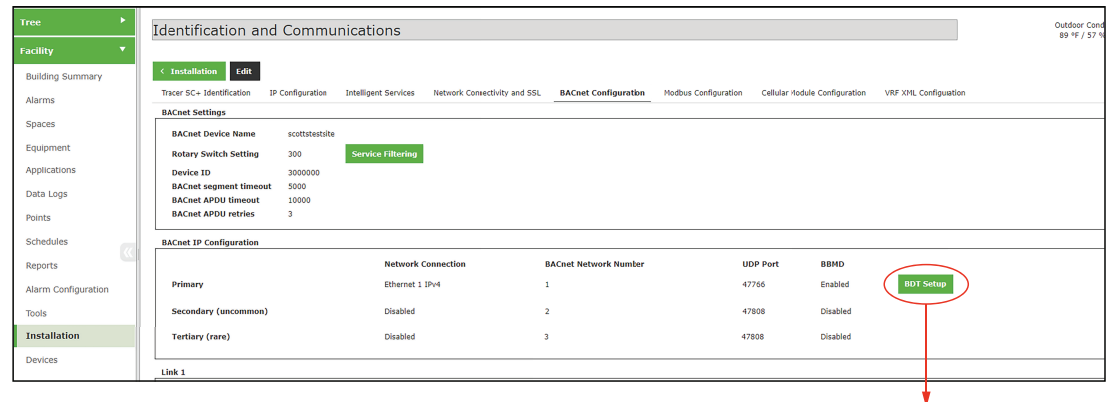 Tree
Facility
Building Summary
Alarms
Spaces
Equipment
Applications
Data Logs
Points
Schedules
Reports
Alarm Configuration
Tools
Installation
Devices
Identification and Communications
Outdoor Cond
89 °F / 57 %
< Installation Edit
Tracer SC+ Identification IP Configuration Intelligent Services Network Connectivity and SSL BACnet Configuration Modbus Configuration Cellular Module Configuration VRF XML Configuation
BACnet Settings
BACnet Device Name scottstestsite
Rotary Switch Setting 300 Service Filtering
Device ID 3000000
BACnet segment timeout 5000
BACnet APDU timeout 10000
BACnet APDU retries 3
BACnet IP Configuration
Network Connection BACnet Network Number UDP Port BBMD
Primary Ethernet 1 IPv4 1 47766 Enabled BDT Setup
Secondary (uncommon) Disabled 2 47808 Disabled
Tertiary (rare) Disabled 3 47808 Disabled
Link 1